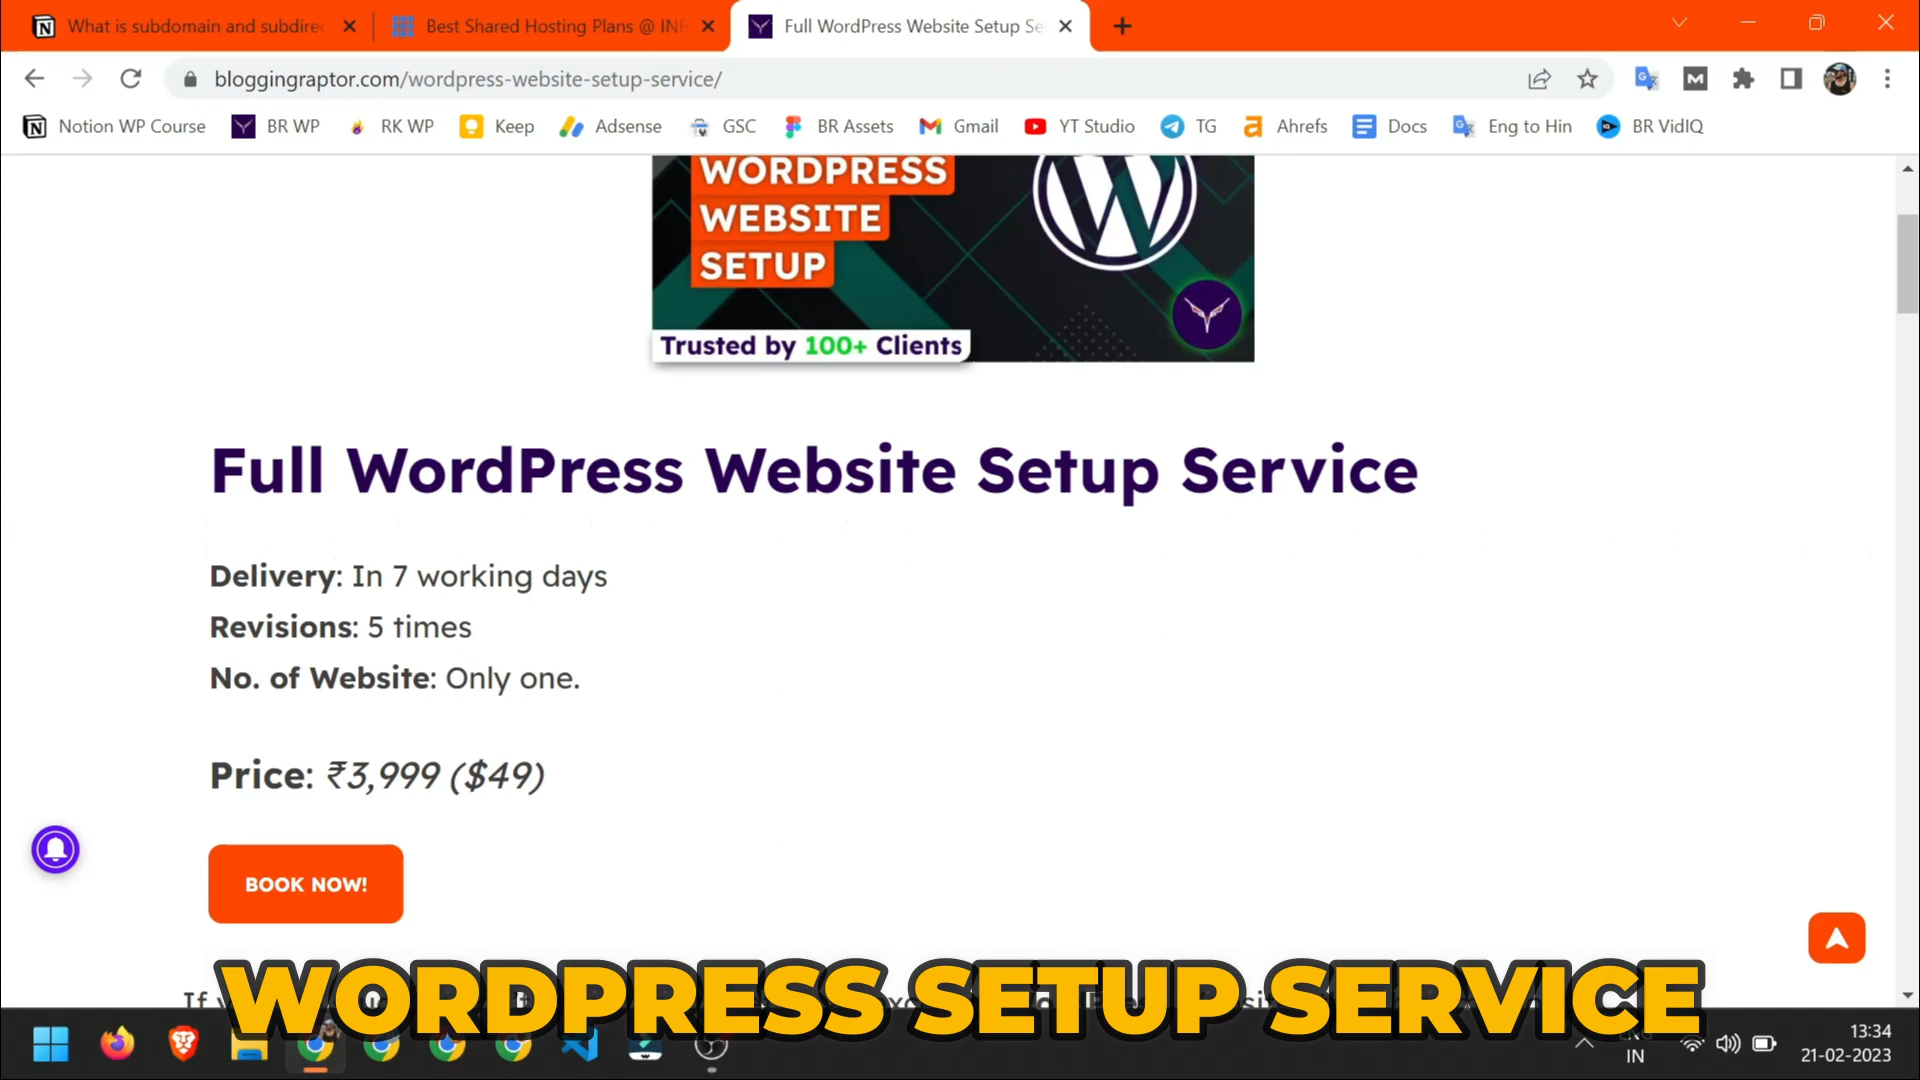 What is subdomain and subdirec
Best Shared Hosting Plans @ INR
Full WordPress Website Setup Se
bloggingraptor.com/wordpress-website-setup-service/
Notion WP Course
BR WP
RK WP
Keep
Adsense
GSC
BR Assets
Gmail
YT Studio
TG
Ahrefs
Docs
Eng to Hin
BR VidIQ
WORDPRESS
WEBSITE
SETUP
Trusted by 100+ Clients
Full WordPress Website Setup Service
Delivery: In 7 working days
Revisions: 5 times
No. of Website: Only one.
Price: ₹3,999 ($49)
BOOK NOW!
If
WORDPRESS SETUP SERVICE
IN
13:34
21-02-2023